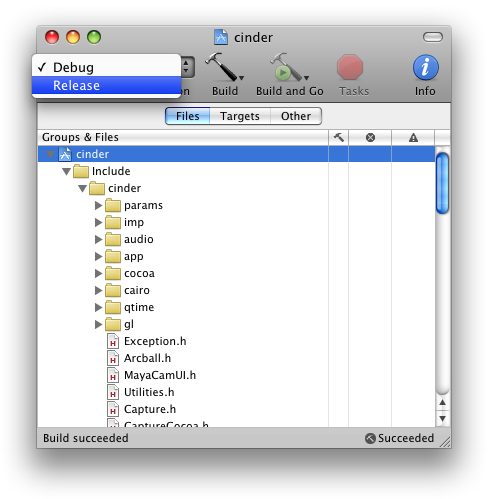 cinder
✓ Debug
Release
on
Build
Build and Go
Tasks
Info
Files Targets Other
Groups & Files
cinder
Include
cinder
params
imp
audio
app
cocoa
cairo
qtime
gl
Exception.h
Arcball.h
MayaCamUI.h
Utilities.h
Capture.h
CaptureCocoa.h
Build succeeded
Succeeded